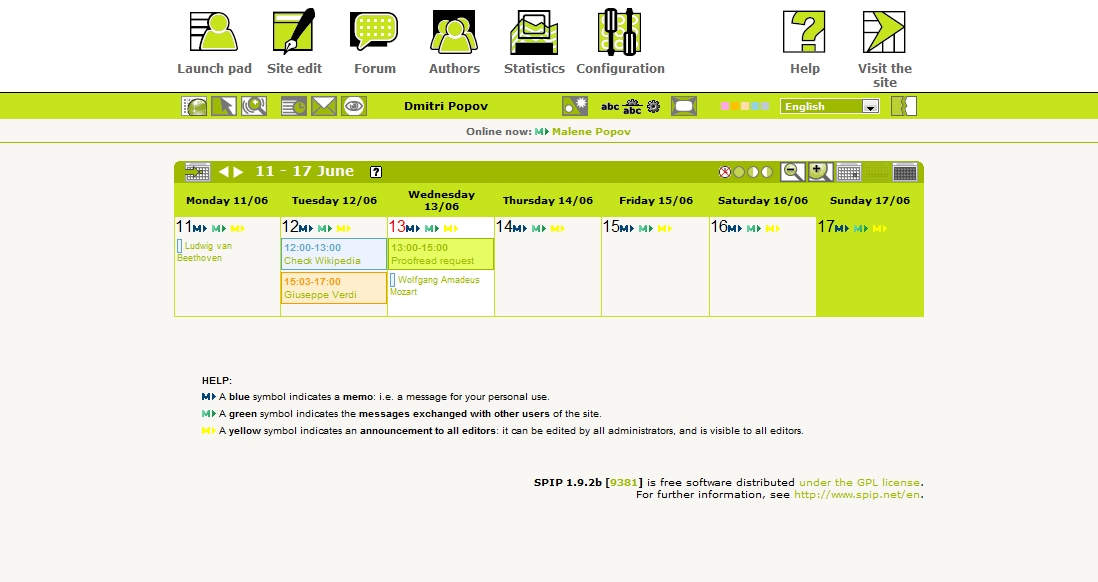 Launch pad
Site edit
Forum
Authors
Statistics
Configuration
Help
Visit the
site
Dmitri Popov
abc
abc
English
Online now: Malene Popov
11 - 17 June
?
Monday 11/06
Tuesday 12/06
Wednesday
13/06
Thursday 14/06
Friday 15/06
Saturday 16/06
Sunday 17/06
11
12
13
14
15
16
17
Ludwig van
Beethoven
12:00-13:00
Check Wikipedia
15:03-17:00
Giuseppe Verdi
13:00-15:00
Proofread request
Wolfgang Amadeus
Mozart
HELP:
A blue symbol indicates a memo: i.e. a message for your personal use.
A green symbol indicates the messages exchanged with other users of the site.
A yellow symbol indicates an announcement to all editors: it can be edited by all administrators, and is visible to all editors.
SPIP 1.9.2b [9381] is free software distributed under the GPL license.
For further information, see http://www.spip.net/en.